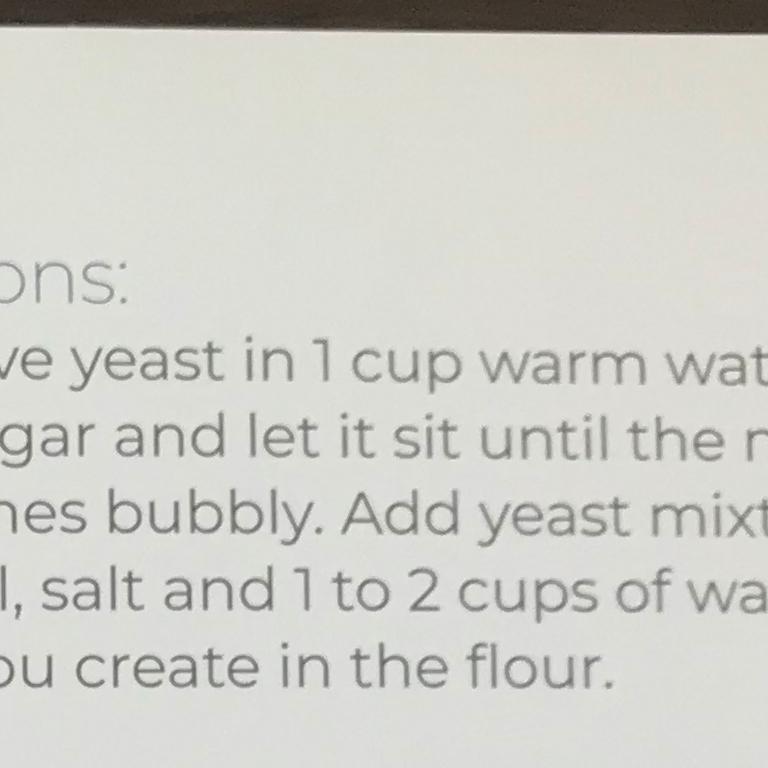 ons:
ve yeast in 1 cup warm wat
gar and let it sit until the
nes bubbly. Add yeast mixt
l, salt and 1 to 2 cups of wa
ou create in the flour.